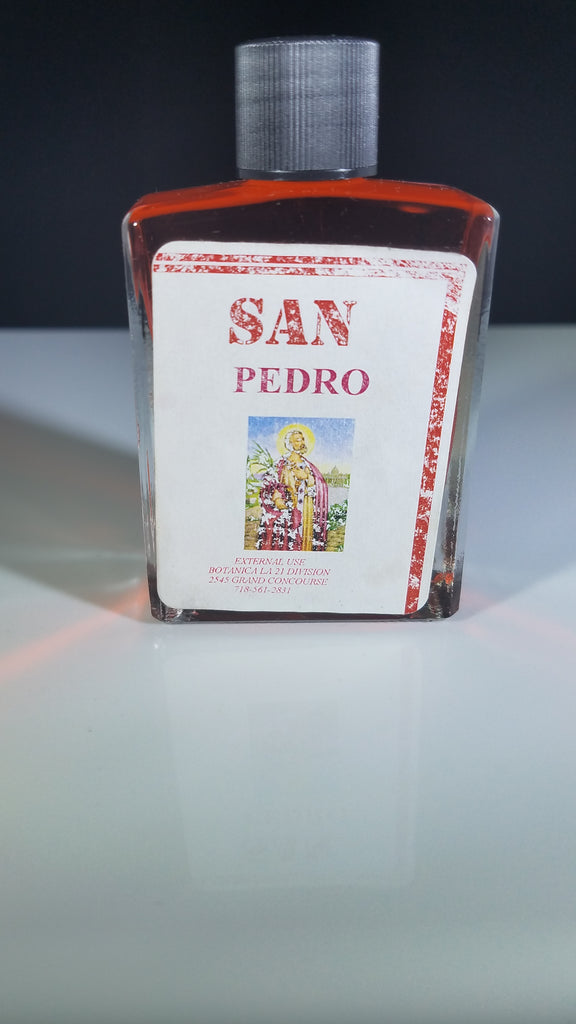 SAN
PEDRO
EXTERNAL USE
BOTANICA LA 21 DIVISION
2545 GRAND CONCOURSE
718-561-2831